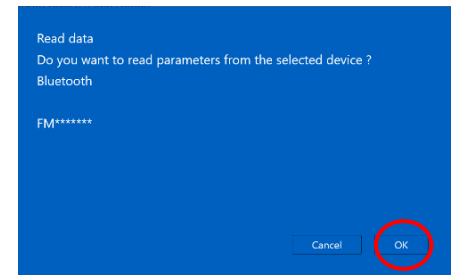 Read data
Do you want to read parameters from the selected device ?
Bluetooth
FM*******
Cancel OK